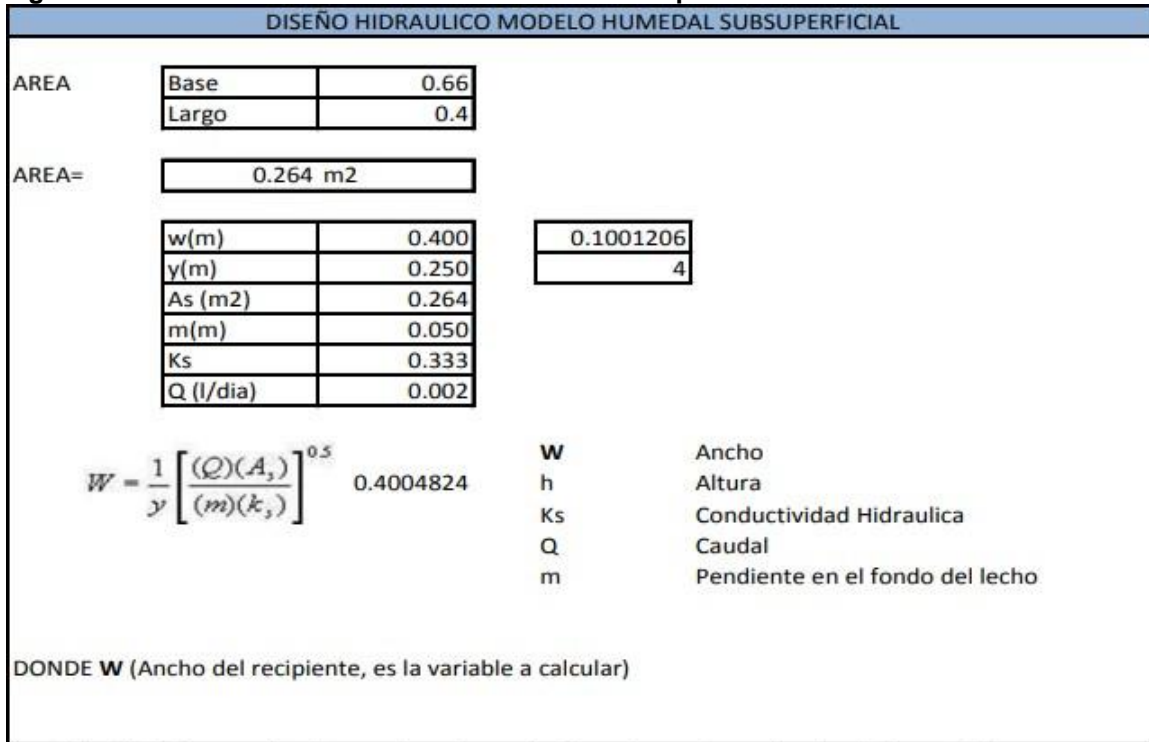 DISEÑO HIDRAULICO MODELO HUMEDAL SUBSUPERFICIAL
AREA Base 0.66
Largo 0.4
AREA= 0.264 m2
w(m) 0.400 0.1001206
y(m) 0.250 4
As (m2) 0.264
m(m) 0.050
Ks 0.333
Q (l/dia) 0.002
W = 1/y [(Q)(A_s)/(m)(k_s)]^0.5 0.4004824
W Ancho
h Altura
Ks Conductividad Hidraulica
Q Caudal
m Pendiente en el fondo del lecho
DONDE W (Ancho del recipiente, es la variable a calcular)